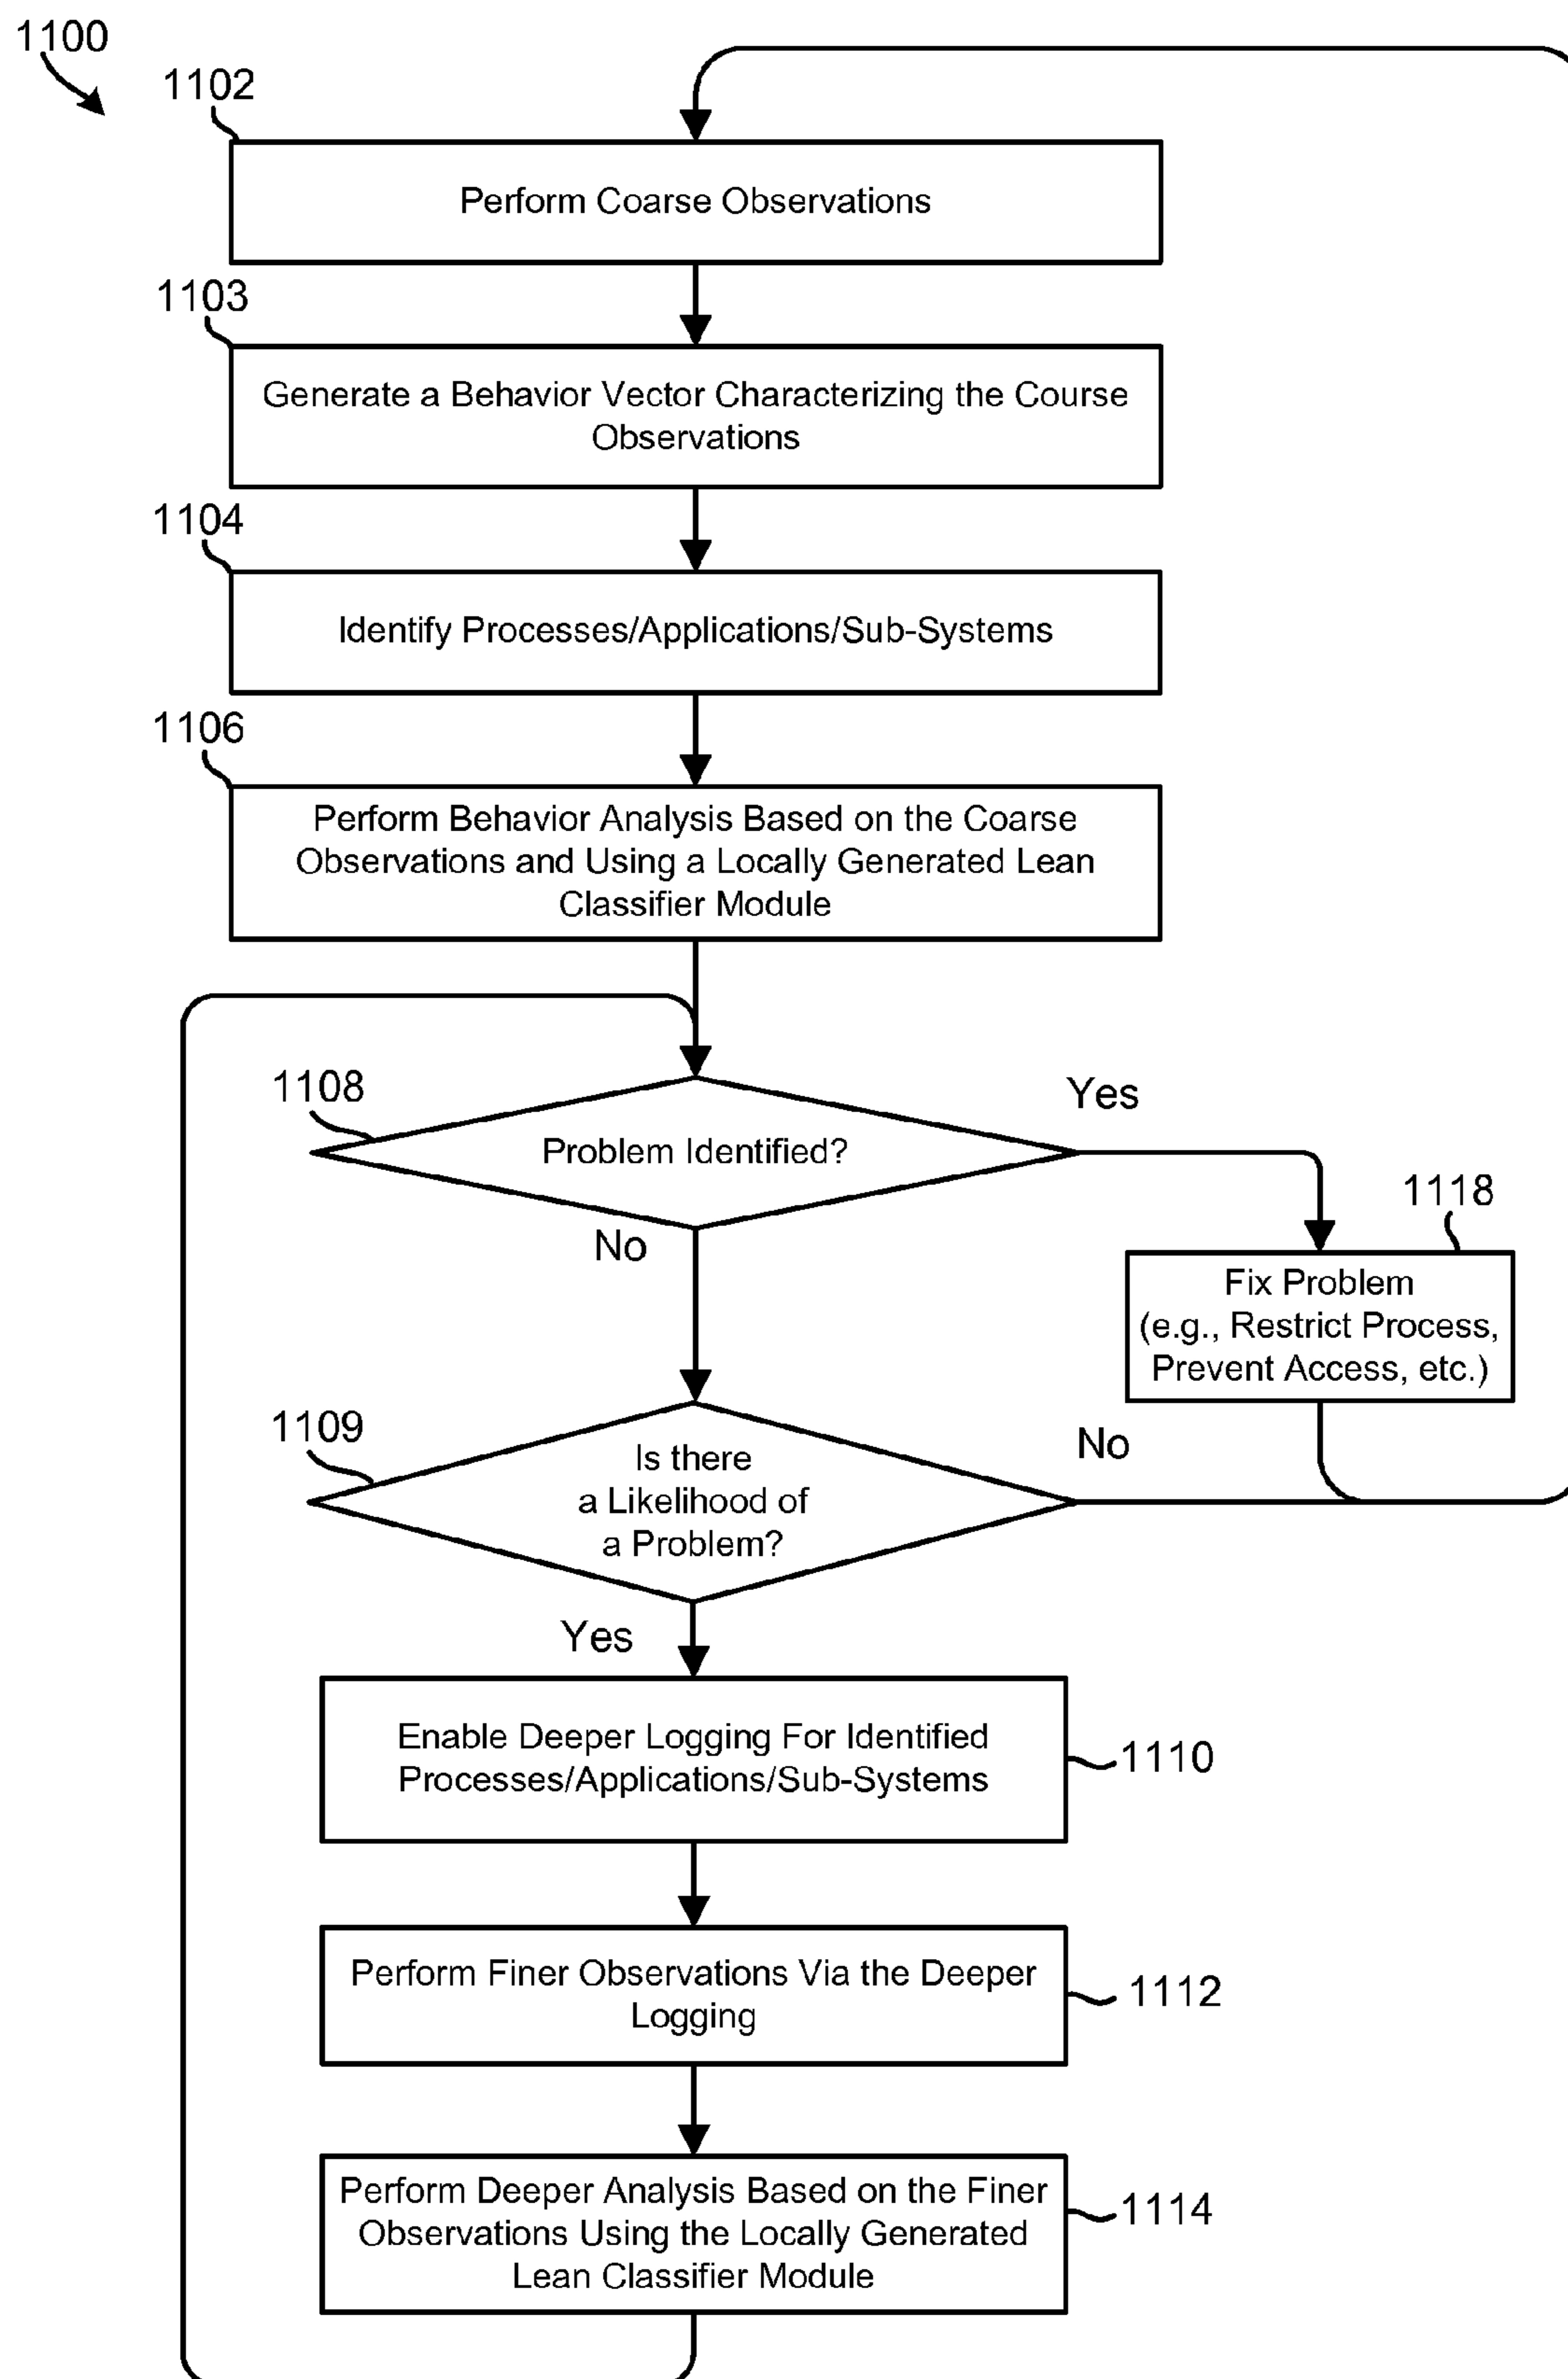 1100
1102
Perform Coarse Observations
1103
Generate a Behavior Vector Characterizing the Course
Observations
1104
Identify Processes/Applications/Sub-Systems
1106
Perform Behavior Analysis Based on the Coarse
Observations and Using a Locally Generated Lean
Classifier Module
1108
Problem Identified?
Yes
No
1118
Fix Problem
(e.g., Restrict Process,
Prevent Access, etc.)
1109
Is there
a Likelihood of
a Problem?
No
Yes
Enable Deeper Logging For Identified
Processes/Applications/Sub-Systems
1110
Perform Finer Observations Via the Deeper
Logging
1112
Perform Deeper Analysis Based on the Finer
Observations Using the Locally Generated
Lean Classifier Module
1114